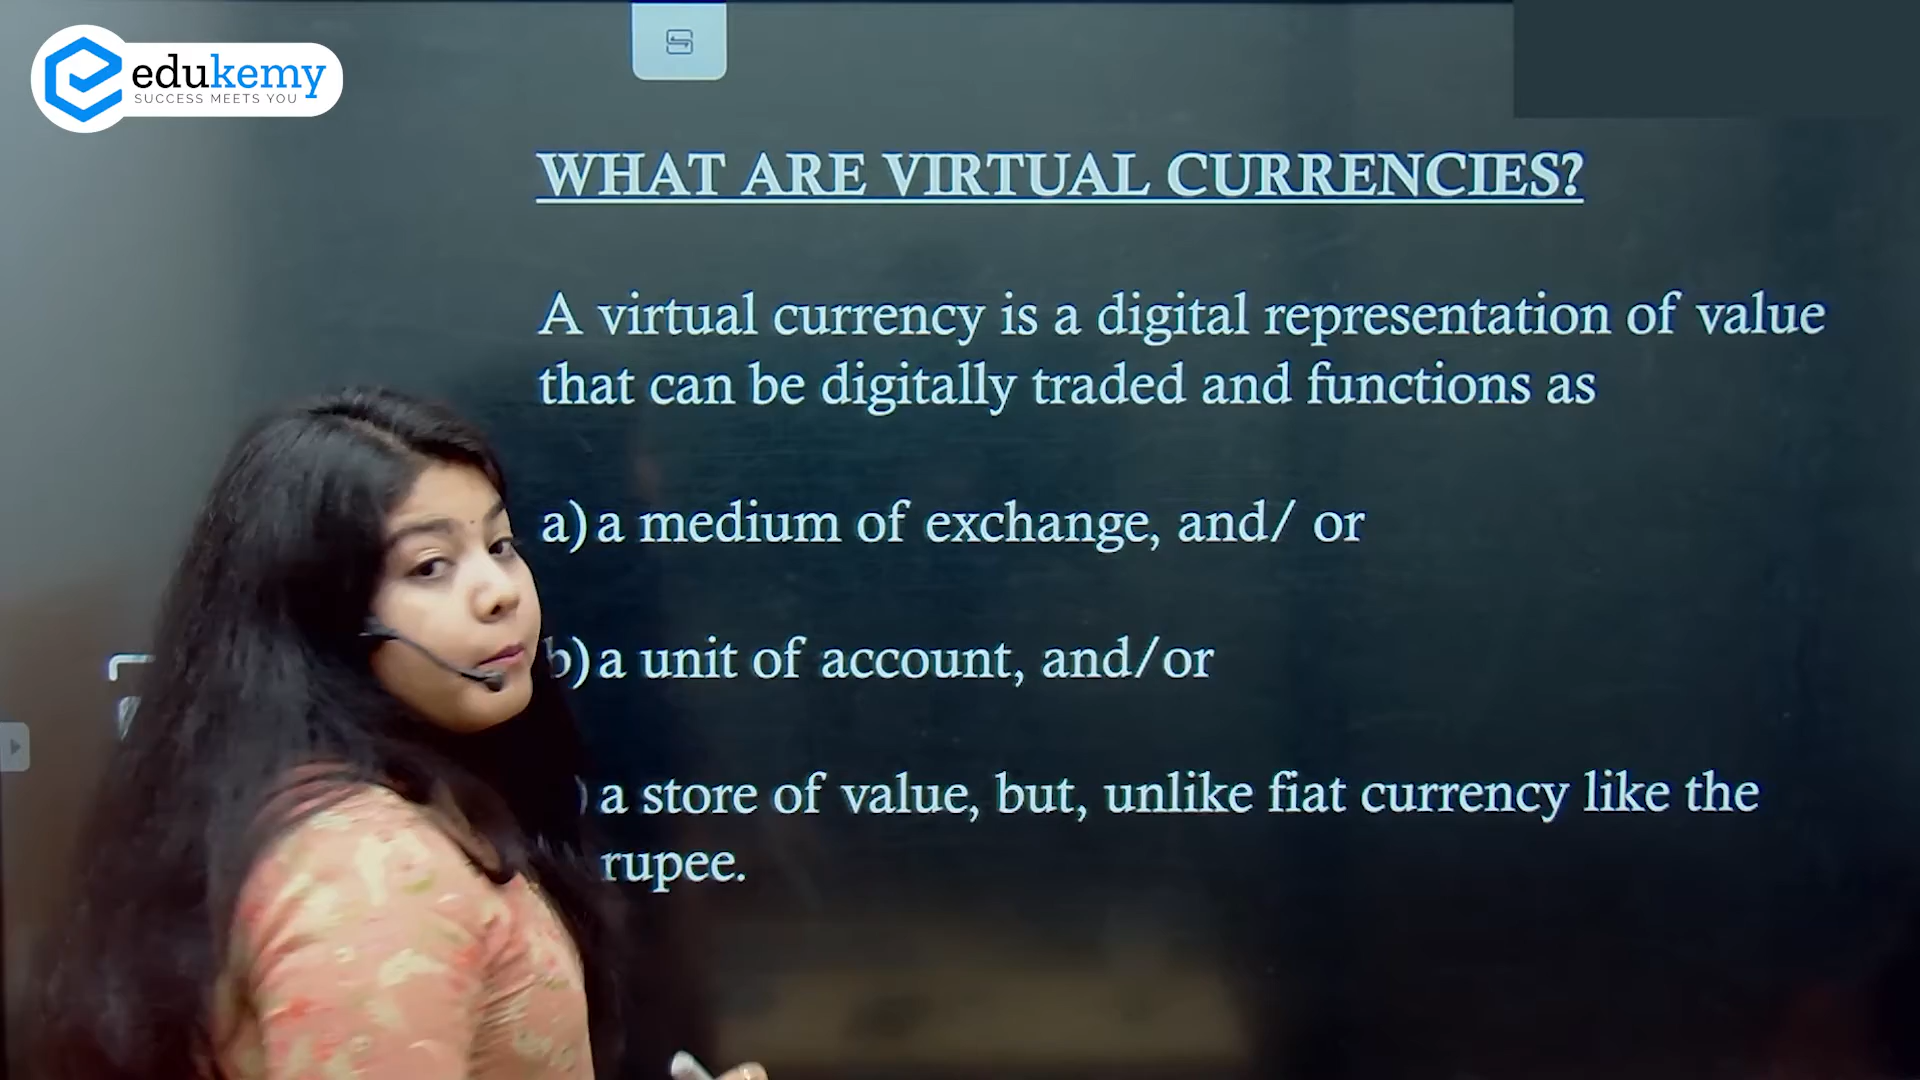 edukemy
SUCCESS MEETS YOU
WHAT ARE VIRTUAL CURRENCIES?
A virtual currency is a digital representation of value
that can be digitally traded and functions as
a) a medium of exchange, and/ or
b) a unit of account, and/or
) a store of value, but, unlike fiat currency like the
rupee.